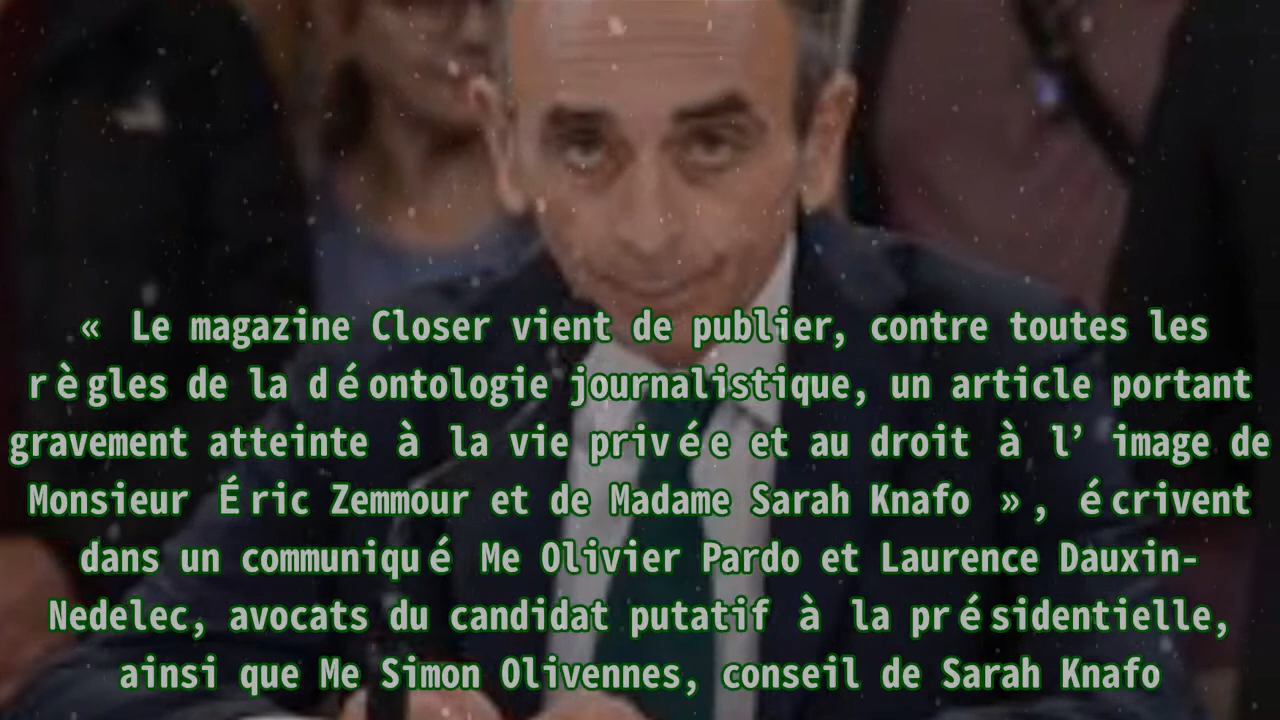 « Le magazine Closer vient de publier, contre toutes les
règles de la déontologie journalistique, un article portant
gravement atteinte à la vie privée et au droit à l’ image de
Monsieur Éric Zemmour et de Madame Sarah Knafo », écrivent
dans un communiqué Me Olivier Pardo et Laurence Dauxin-
Nedelec, avocats du candidat putatif à la présidentielle,
ainsi que Me Simon Olivennes, conseil de Sarah Knafo